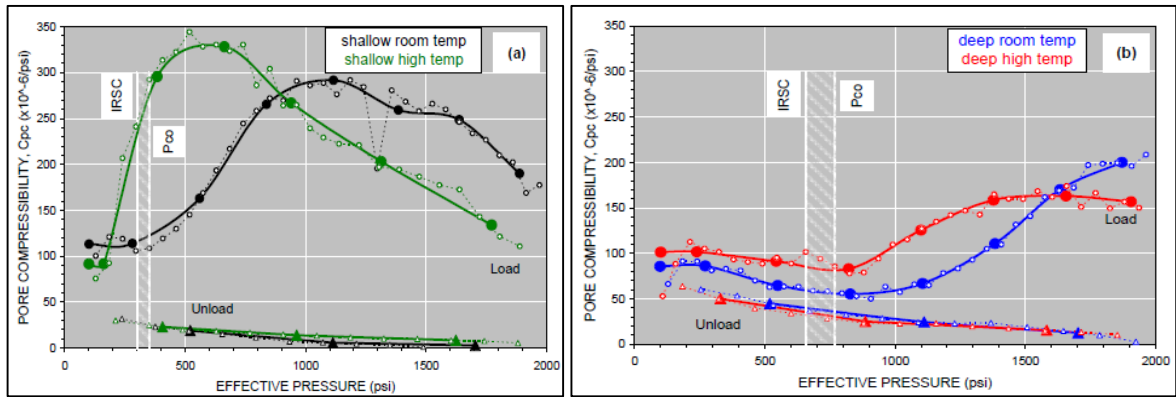 PORE COMPRESSIBILITY, Cpc (x10^-6/psi)
350
300
250
200
150
100
50
0
shallow room temp
shallow high temp
(a)
IRSC
Pco
Unload
Load
0
500
1000
1500
2000
EFFECTIVE PRESSURE (psi)
PORE COMPRESSIBILITY, Cpc (x10^-6/psi)
350
300
250
200
150
100
50
0
deep room temp
deep high temp
(b)
IRSC
Pco
Unload
Load
0
500
1000
1500
2000
EFFECTIVE PRESSURE (psi)